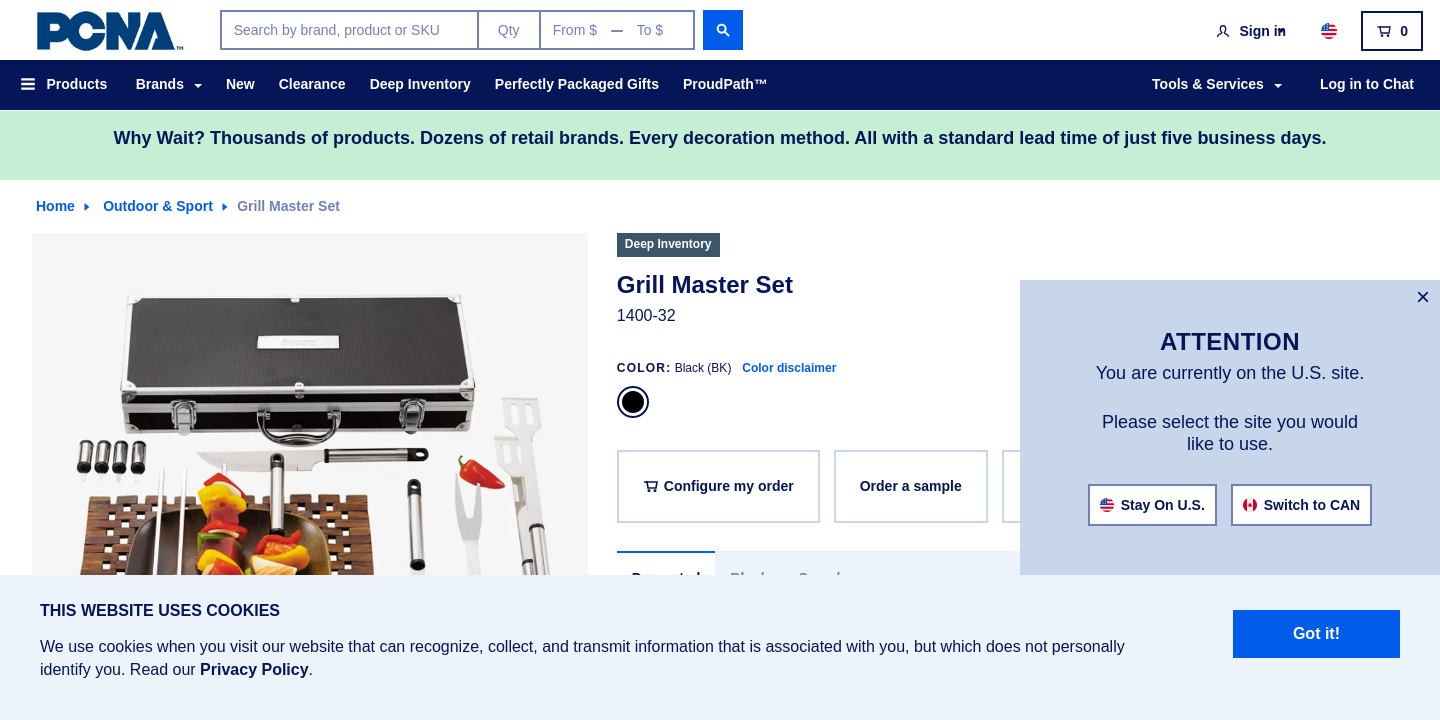 PCNA™
Search by brand, product or SKU
Qty
From $ — To $
Sign in
0
Products
Brands
New
Clearance
Deep Inventory
Perfectly Packaged Gifts
ProudPath™
Tools & Services
Log in to Chat
Why Wait? Thousands of products. Dozens of retail brands. Every decoration method. All with a standard lead time of just five business days.
Home
Outdoor & Sport
Grill Master Set
Deep Inventory
Grill Master Set
1400-32
COLOR: Black (BK) Color disclaimer
Configure my order
Order a sample
×
ATTENTION
You are currently on the U.S. site.
Please select the site you would
like to use.
Stay On U.S.
Switch to CAN
THIS WEBSITE USES COOKIES
We use cookies when you visit our website that can recognize, collect, and transmit information that is associated with you, but which does not personally
identify you. Read our Privacy Policy.
Got it!